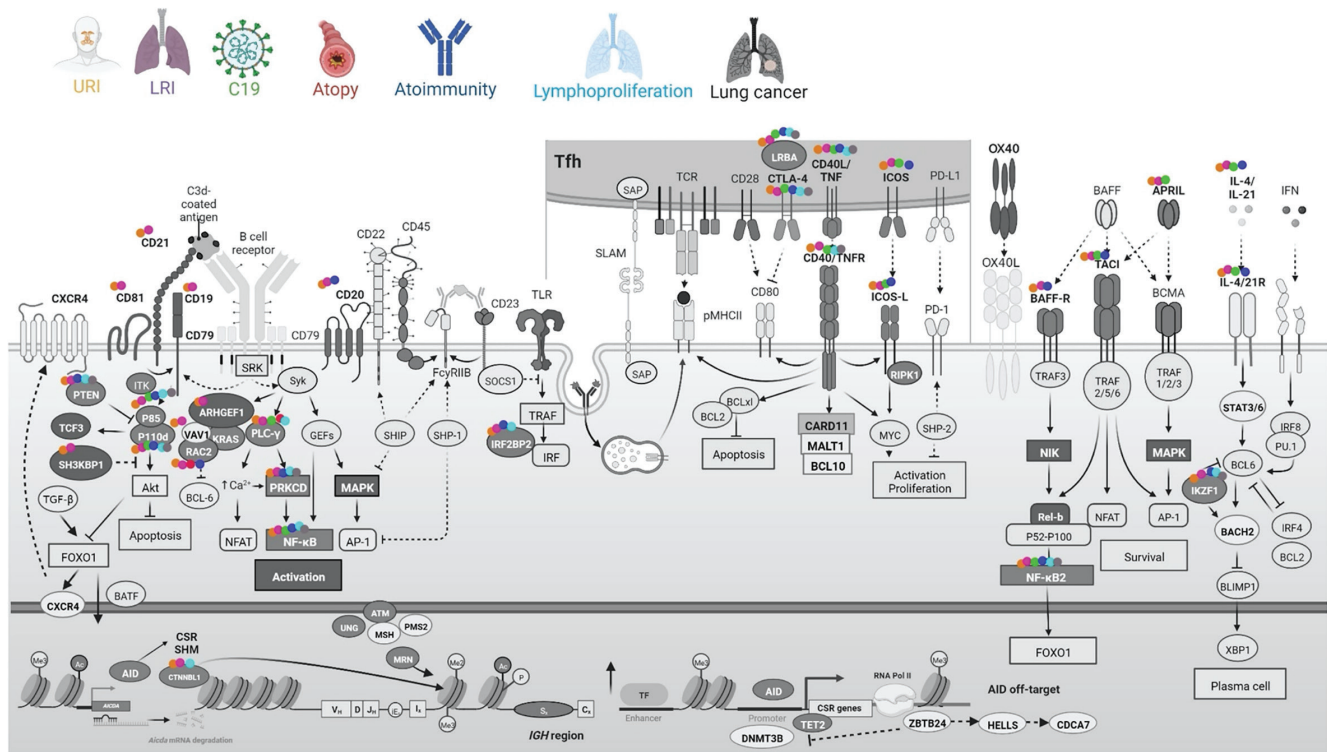 URI
LRI
C19
Atopy
Atoimmunity
Lymphoproliferation
Lung cancer
C3d-
coated
antigen
CD21
B cell
receptor
CXCR4
CD81
CD19
CD79
CD79
SRK
CD20
CD22
CD45
CD23
TLR
FcγRIIB
Tfh
SAP
SLAM
SAP
TCR
pMHCII
CD28
LRBA
CTLA-4
CD80
CD40L/
TNF
CD40/TNFR
ICOS
ICOS-L
PD-L1
PD-1
OX40
OX40L
BAFF
BAFF-R
APRIL
TACI
BCMA
IL-4/
IL-21
IL-4/21R
IFN
PTEN
ITK
P85
P110d
TCF3
SH3KBP1
TGF-β
Akt
Apoptosis
FOXO1
CXCR4
BATF
ARHGEF1
VAV1
KRAS
RAC2
BCL-6
Syk
PLC-γ
GEFs
↑Ca²⁺
PRKCD
MAPK
NFAT
NF-κB
AP-1
Activation
SHIP
SHP-1
SOCS1
TRAF
IRF2BP2
IRF
BCL2
BCLxl
Apoptosis
CARD11
MALT1
BCL10
RIPK1
MYC
SHP-2
Activation
Proliferation
TRAF3
NIK
Rel-b
P52-P100
NF-κB2
FOXO1
TRAF
2/5/6
NFAT
TRAF
1/2/3
MAPK
AP-1
Survival
STAT3/6
IRF8
PU.1
BCL6
IKZF1
BACH2
IRF4
BCL2
BLIMP1
XBP1
Plasma cell
Me3
Ac
AID
AICDA
Aicda mRNA degradation
CSR
SHM
CTNNBL1
UNG
ATM
MSH
PMS2
MRN
Me2
Me3
Ac
P
V_H
D
J_H
iE_μ
I_x
S_x
C_x
IGH region
TF
Enhancer
Me3
AID
Promoter
TET2
DNMT3B
CSR genes
RNA Pol II
Me3
ZBTB24
AID off-target
HELLS
CDCA7